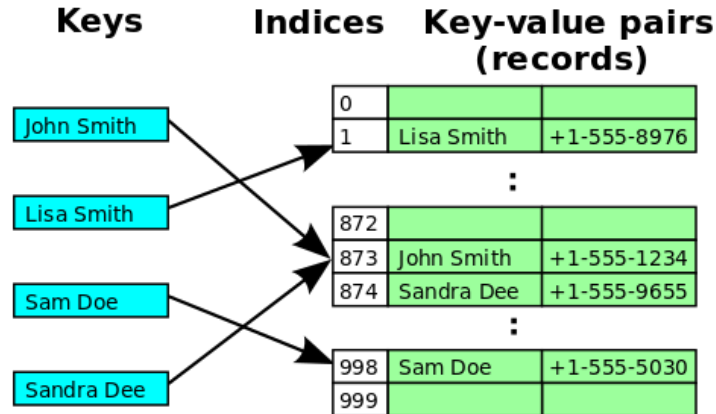 Keys Indices Key-value pairs
(records)
John Smith
Lisa Smith
Sam Doe
Sandra Dee
0
1 Lisa Smith +1-555-8976
:
872
873 John Smith +1-555-1234
874 Sandra Dee +1-555-9655
:
998 Sam Doe +1-555-5030
999